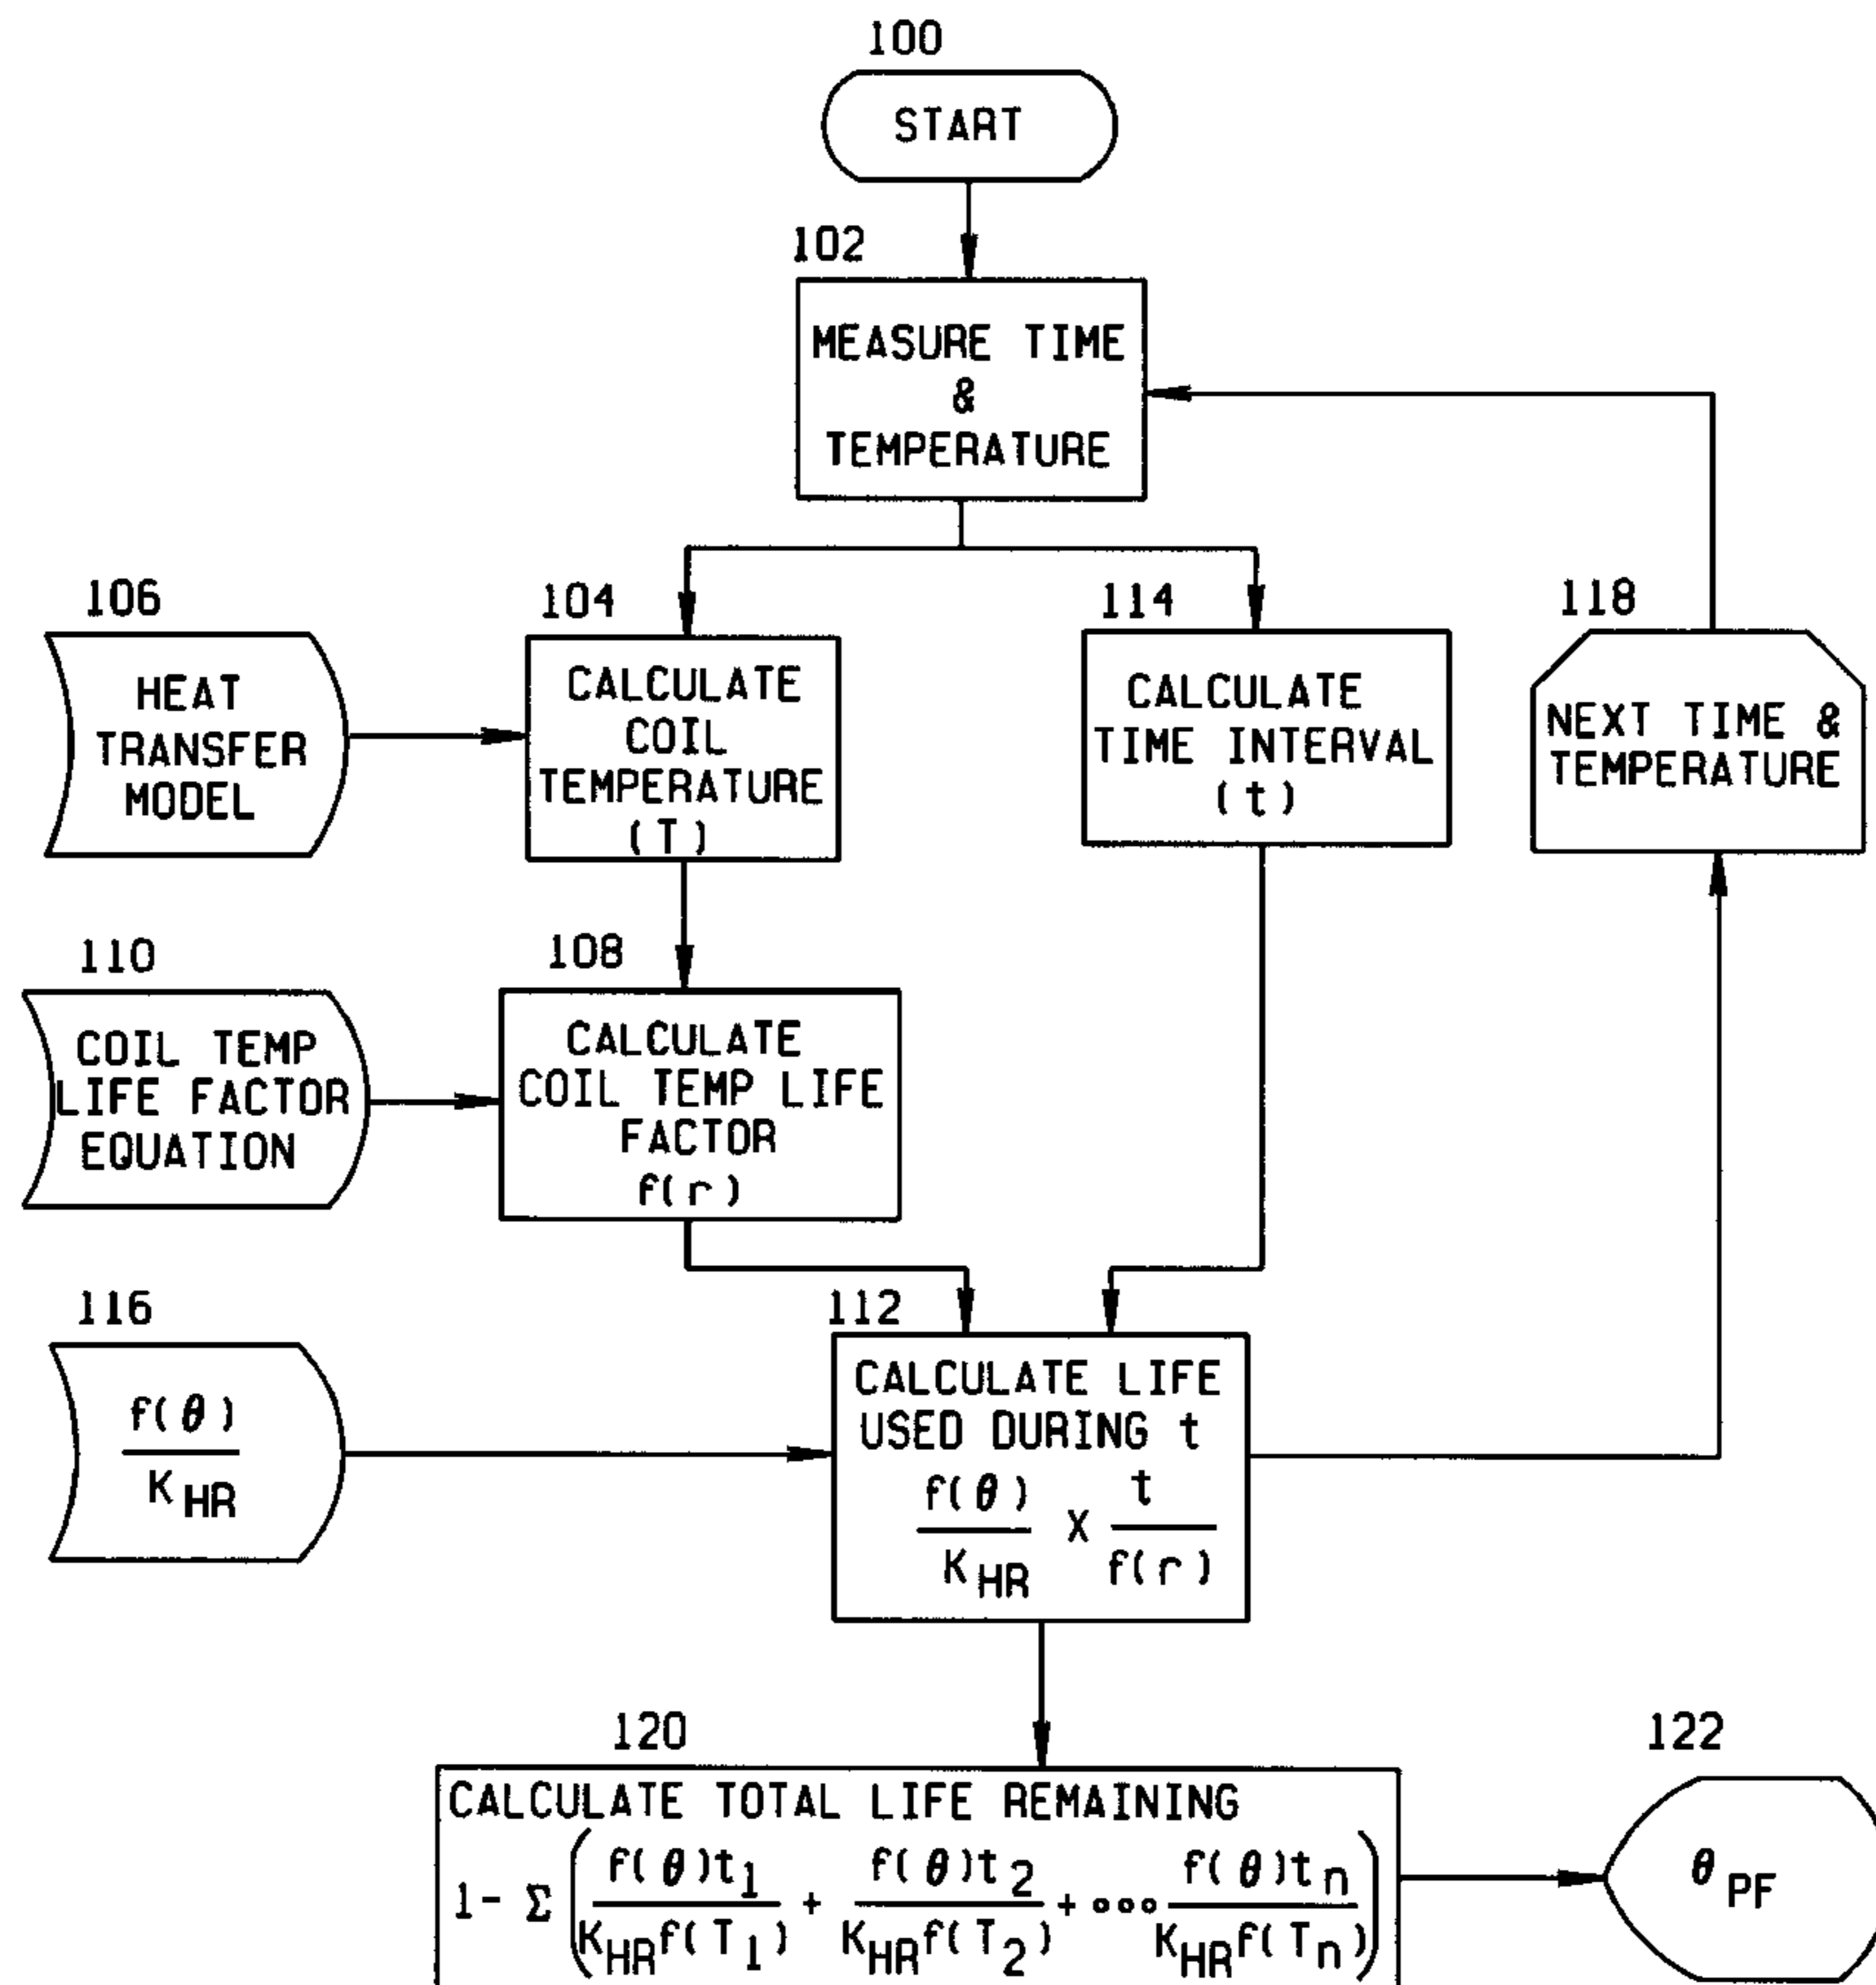 100
START
102
MEASURE TIME
&
TEMPERATURE
106
HEAT
TRANSFER
MODEL
104
CALCULATE
COIL
TEMPERATURE
(T)
114
CALCULATE
TIME INTERVAL
(t)
118
NEXT TIME &
TEMPERATURE
110
COIL TEMP
LIFE FACTOR
EQUATION
108
CALCULATE
COIL TEMP LIFE
FACTOR
f(r)
116
f(θ)
K HR
112
CALCULATE LIFE
USED DURING t
f(θ) t
X
K HR f(r)
120
CALCULATE TOTAL LIFE REMAINING
f(θ)t1 f(θ)t2 f(θ)tn
1- Σ ( + + ∘∘∘ )
KHRf(T1) KHRf(T2) KHRf(Tn)
122
θ PF